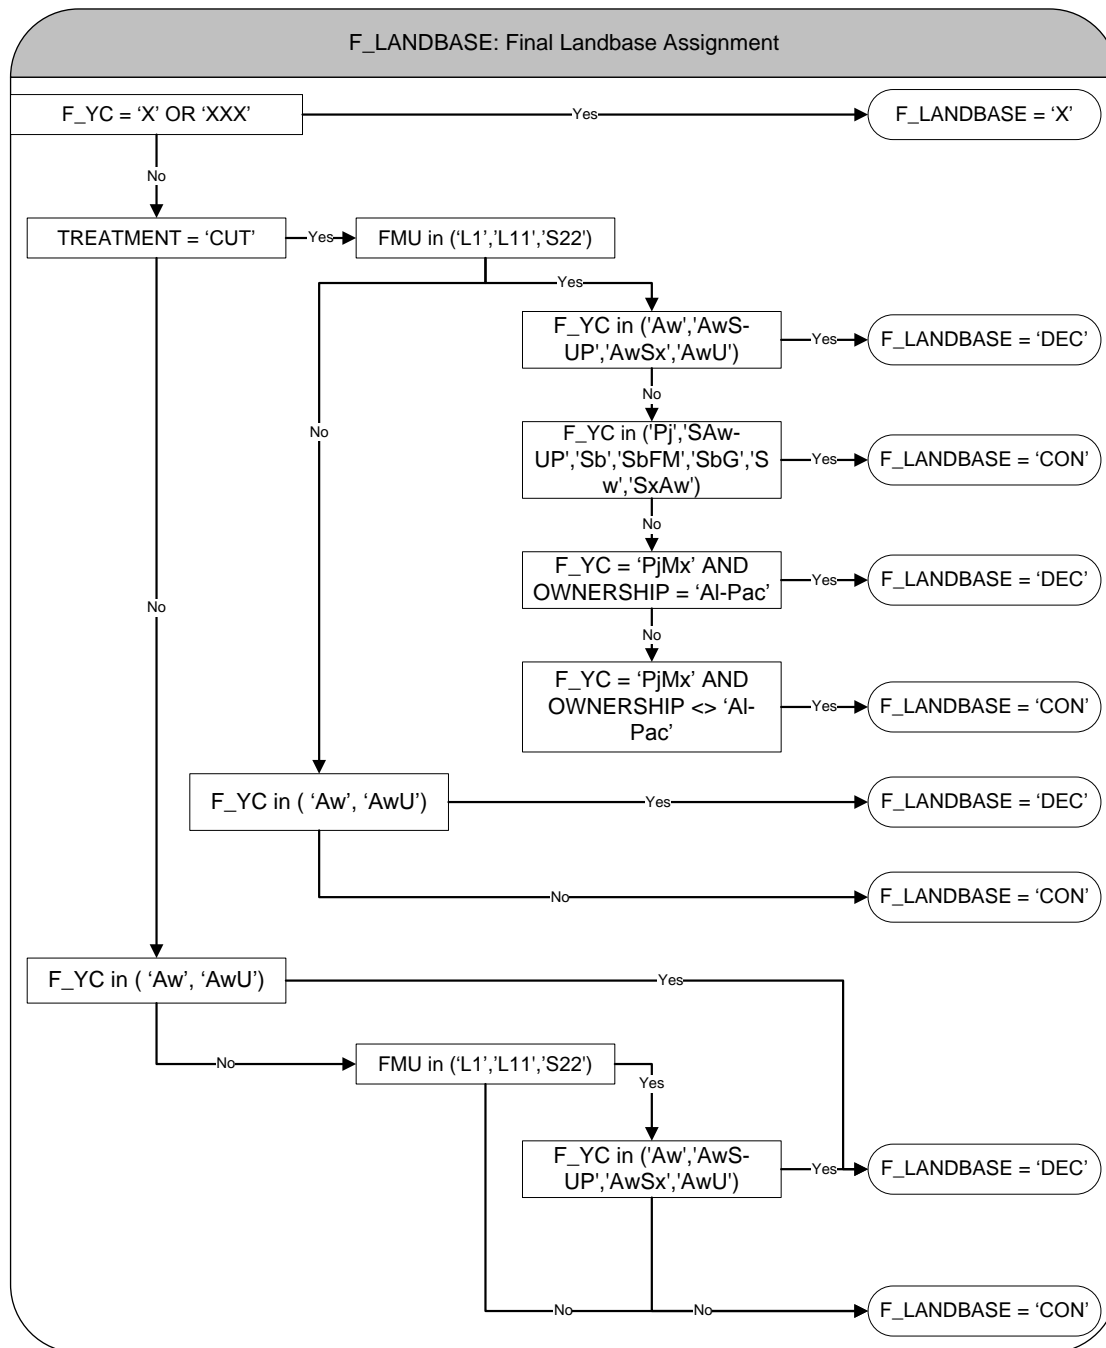 F_LANDBASE: Final Landbase Assignment
F_YC = ‘X’ OR ‘XXX’
Yes
F_LANDBASE = ‘X’
No
TREATMENT = ‘CUT’
Yes
FMU in (‘L1’,‘L11’,‘S22’)
Yes
F_YC in ('Aw','AwS-
UP','AwSx','AwU')
Yes
F_LANDBASE = ‘DEC’
No
No
F_YC in ('Pj','SAw-
UP','Sb','SbFM','SbG','S
w','SxAw')
Yes
F_LANDBASE = ‘CON’
No
F_YC = ‘PjMx’ AND
OWNERSHIP = ‘Al-Pac’
Yes
F_LANDBASE = ‘DEC’
No
No
F_YC = ‘PjMx’ AND
OWNERSHIP <> ‘Al-
Pac’
Yes
F_LANDBASE = ‘CON’
F_YC in ( ‘Aw’, ‘AwU’)
Yes
F_LANDBASE = ‘DEC’
No
F_LANDBASE = ‘CON’
F_YC in ( ‘Aw’, ‘AwU’)
Yes
No
FMU in (‘L1’,‘L11’,‘S22’)
Yes
F_YC in ('Aw','AwS-
UP','AwSx','AwU')
Yes
F_LANDBASE = ‘DEC’
No
No
F_LANDBASE = ‘CON’